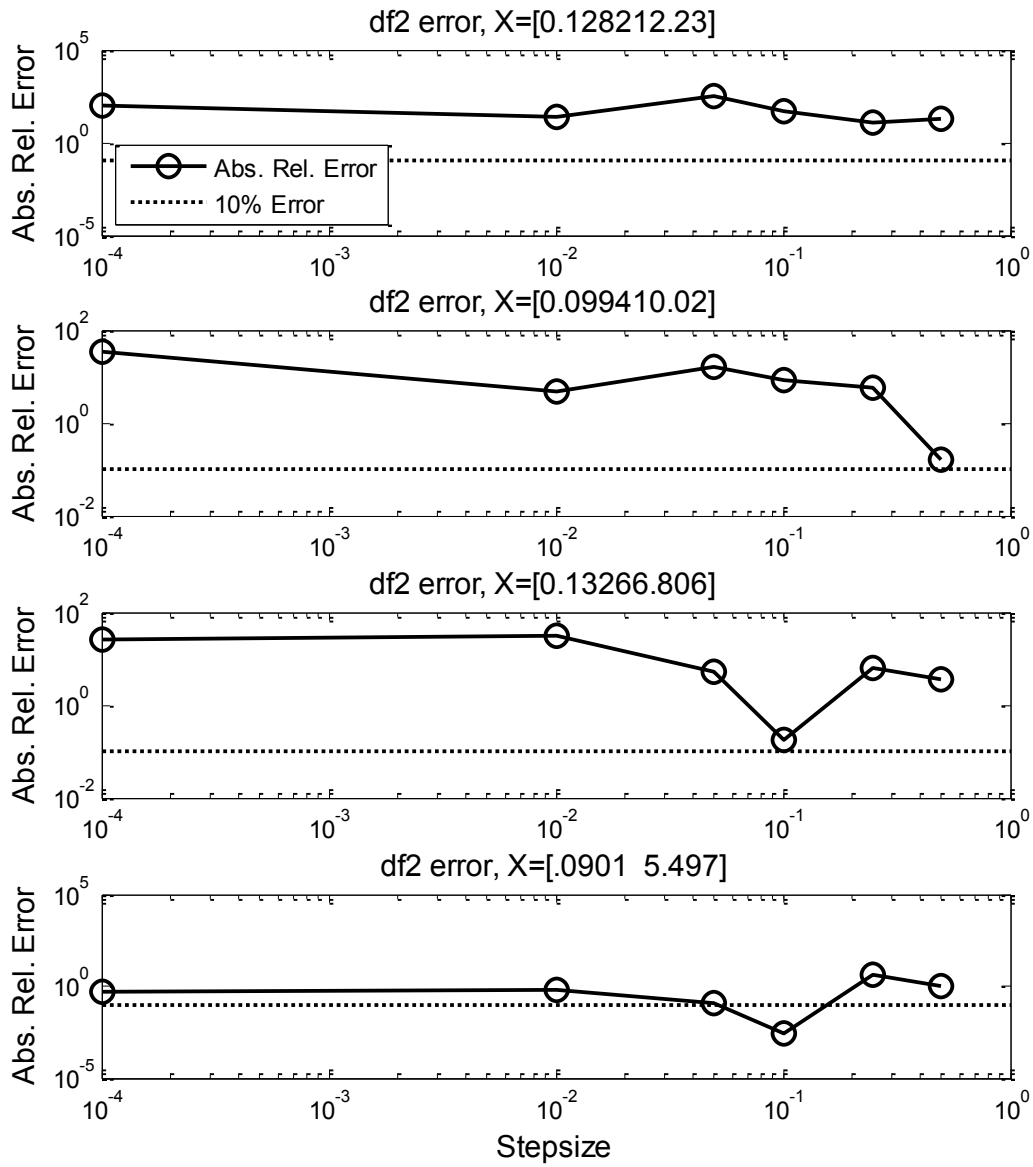 df2 error, X=[0.128212.23]
Abs. Rel. Error
10^5
10^0
10^-5
Abs. Rel. Error
10% Error
10^-4
10^-3
10^-2
10^-1
10^0
df2 error, X=[0.099410.02]
Abs. Rel. Error
10^2
10^0
10^-2
10^-4
10^-3
10^-2
10^-1
10^0
df2 error, X=[0.13266.806]
Abs. Rel. Error
10^2
10^0
10^-2
10^-4
10^-3
10^-2
10^-1
10^0
df2 error, X=[.0901 5.497]
Abs. Rel. Error
10^5
10^0
10^-5
10^-4
10^-3
10^-2
10^-1
10^0
Stepsize